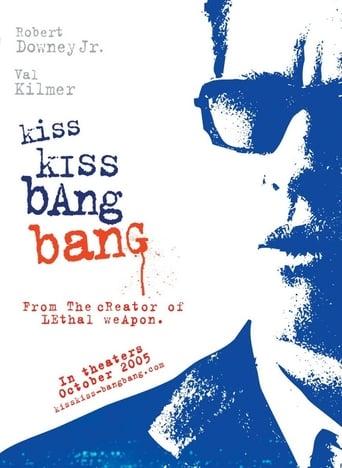 Robert
Downey Jr.
Val
Kilmer
kiss
kIss
bAng
banG
From The cReator of
LEthal weApon.
In theaters
October 2005
kisskiss-bangbang.com